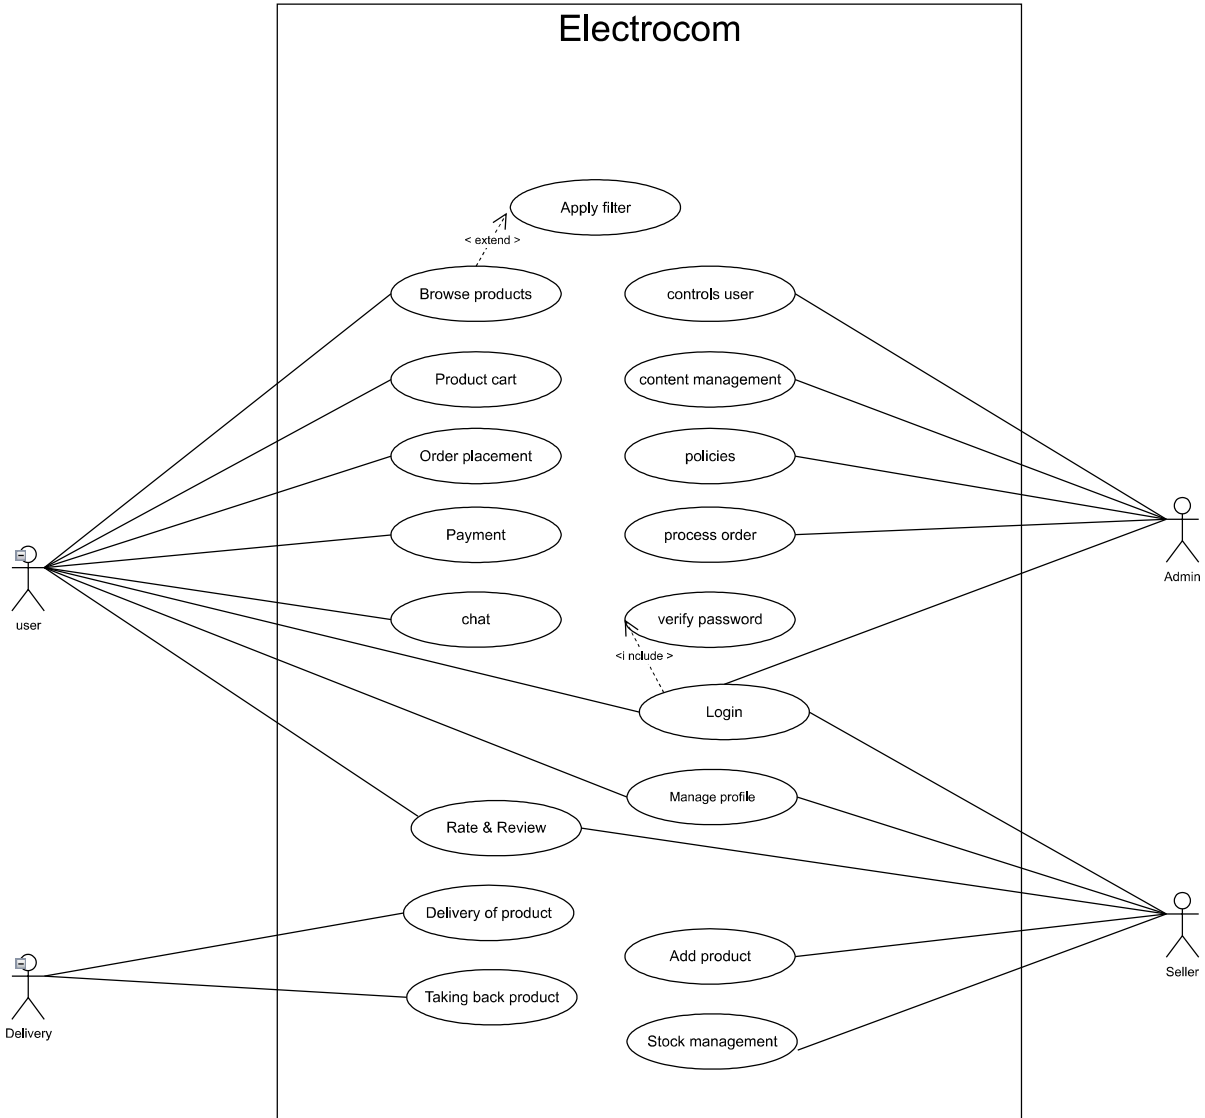 Electrocom
Apply filter
< extend >
Browse products
controls user
Product cart
content management
Order placement
policies
Payment
process order
Admin
user
chat
verify password
<i nclude >
Login
Manage profile
Rate & Review
Delivery of product
Add product
Seller
Taking back product
Delivery
Stock management